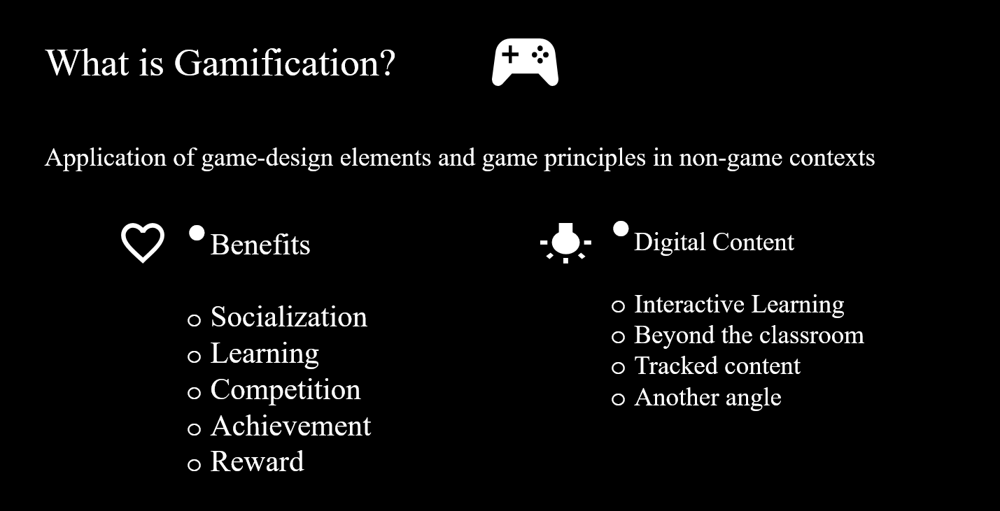 What is Gamification?
Application of game-design elements and game principles in non-game contexts
Benefits
Socialization
Learning
Competition
Achievement
Reward
Digital Content
Interactive Learning
Beyond the classroom
Tracked content
Another angle